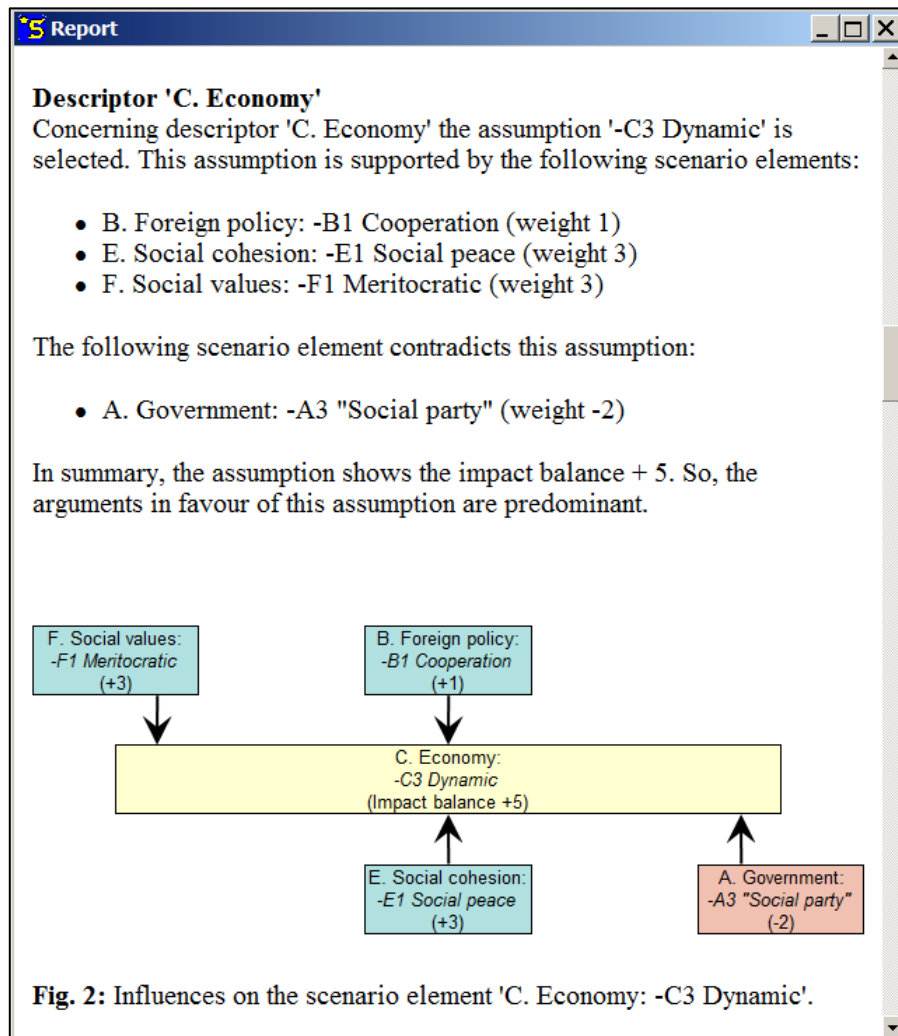 Report
Descriptor 'C. Economy'
Concerning descriptor 'C. Economy' the assumption '-C3 Dynamic' is
selected. This assumption is supported by the following scenario elements:
• B. Foreign policy: -B1 Cooperation (weight 1)
• E. Social cohesion: -E1 Social peace (weight 3)
• F. Social values: -F1 Meritocratic (weight 3)
The following scenario element contradicts this assumption:
• A. Government: -A3 "Social party" (weight -2)
In summary, the assumption shows the impact balance + 5. So, the
arguments in favour of this assumption are predominant.
F. Social values:
-F1 Meritocratic
(+3)
B. Foreign policy:
-B1 Cooperation
(+1)
C. Economy:
-C3 Dynamic
(Impact balance +5)
E. Social cohesion:
-E1 Social peace
(+3)
A. Government:
-A3 "Social party"
(-2)
Fig. 2: Influences on the scenario element 'C. Economy: -C3 Dynamic'.